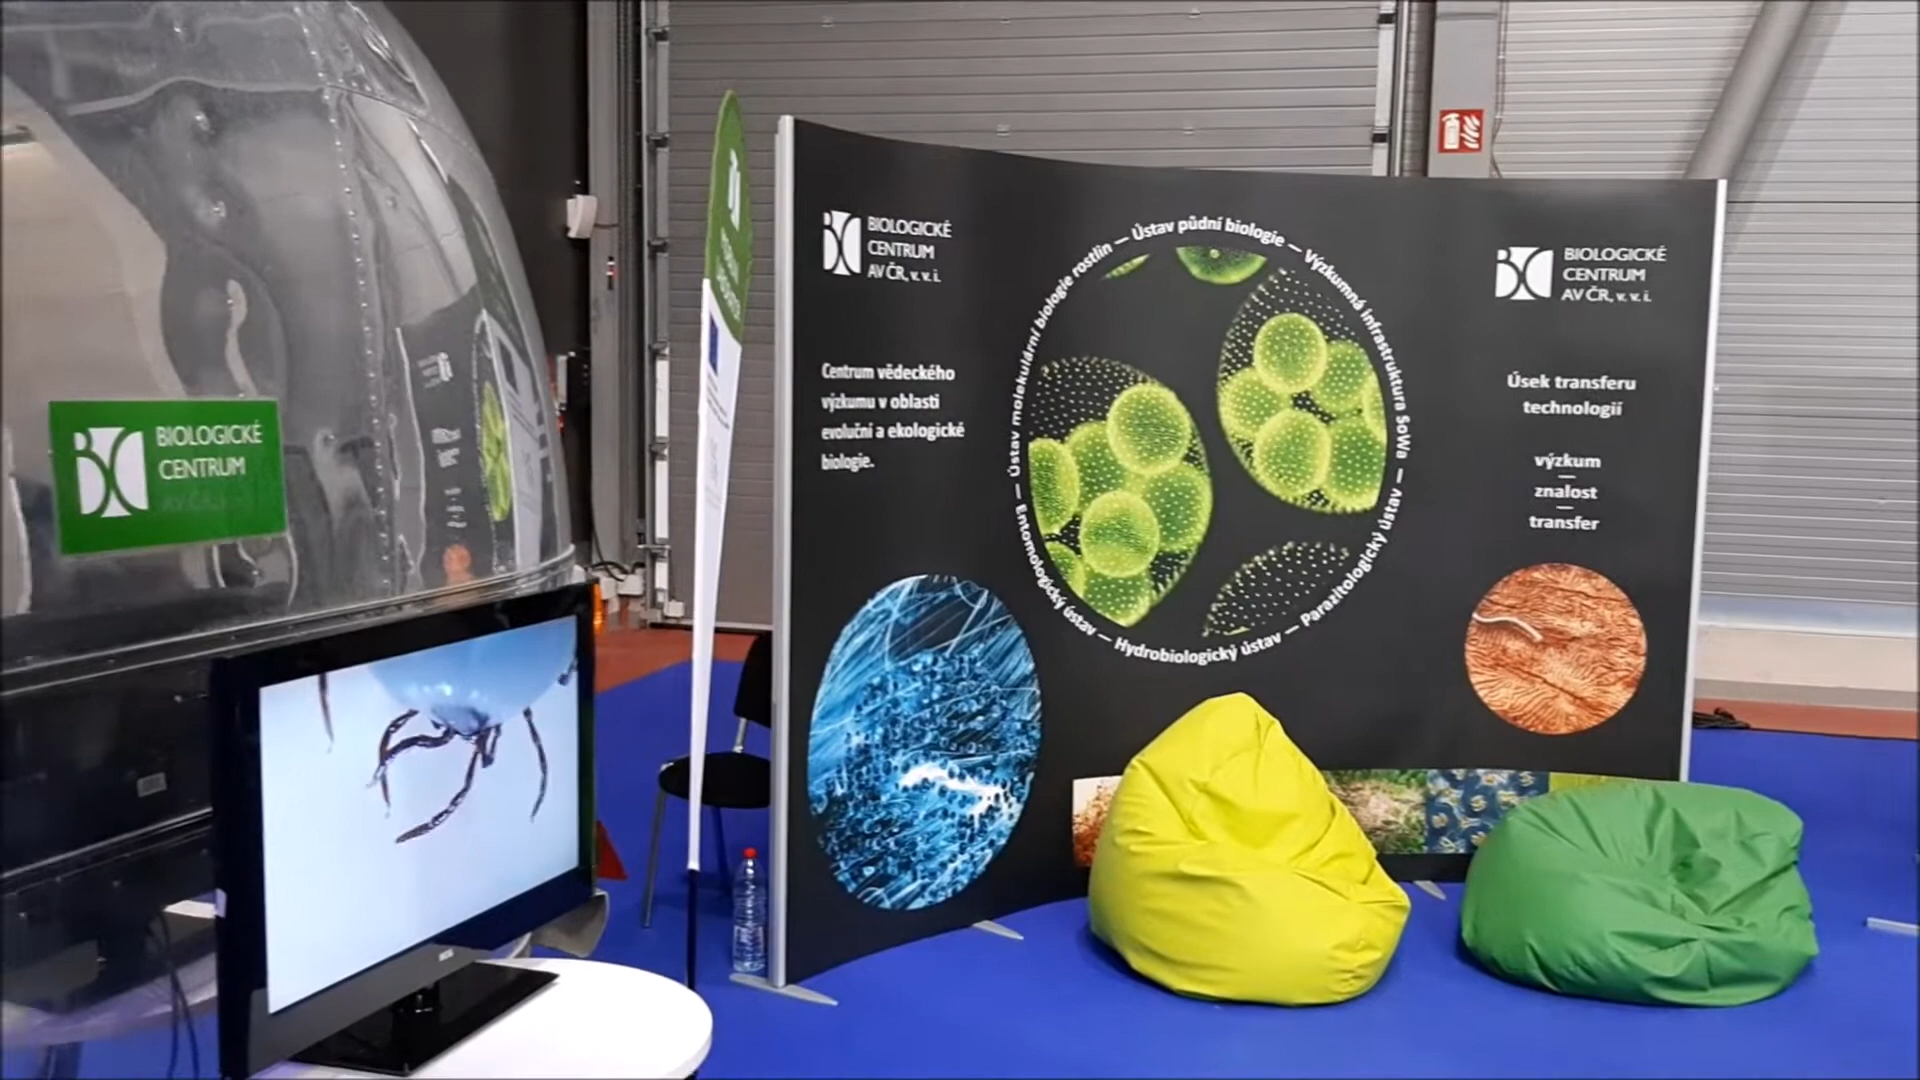 BIOLOGICKÉ
CENTRUM
AV ČR, v. v. i.
BIOLOGICKÉ
CENTRUM
AV ČR, v. v. i.
Centrum vědeckého
výzkumu v oblasti
evoluční a ekologické
biologie.
Ústav molekulární biologie rostlin — Ústav půdní biologie — Výzkumná infrastruktura SoWa — Parazitologický ústav — Hydrobiologický ústav — Entomologický ústav —
BIOLOGICKÉ
CENTRUM
AV ČR, v. v. i.
Úsek transferu
technologií
výzkum
—
znalost
—
transfer